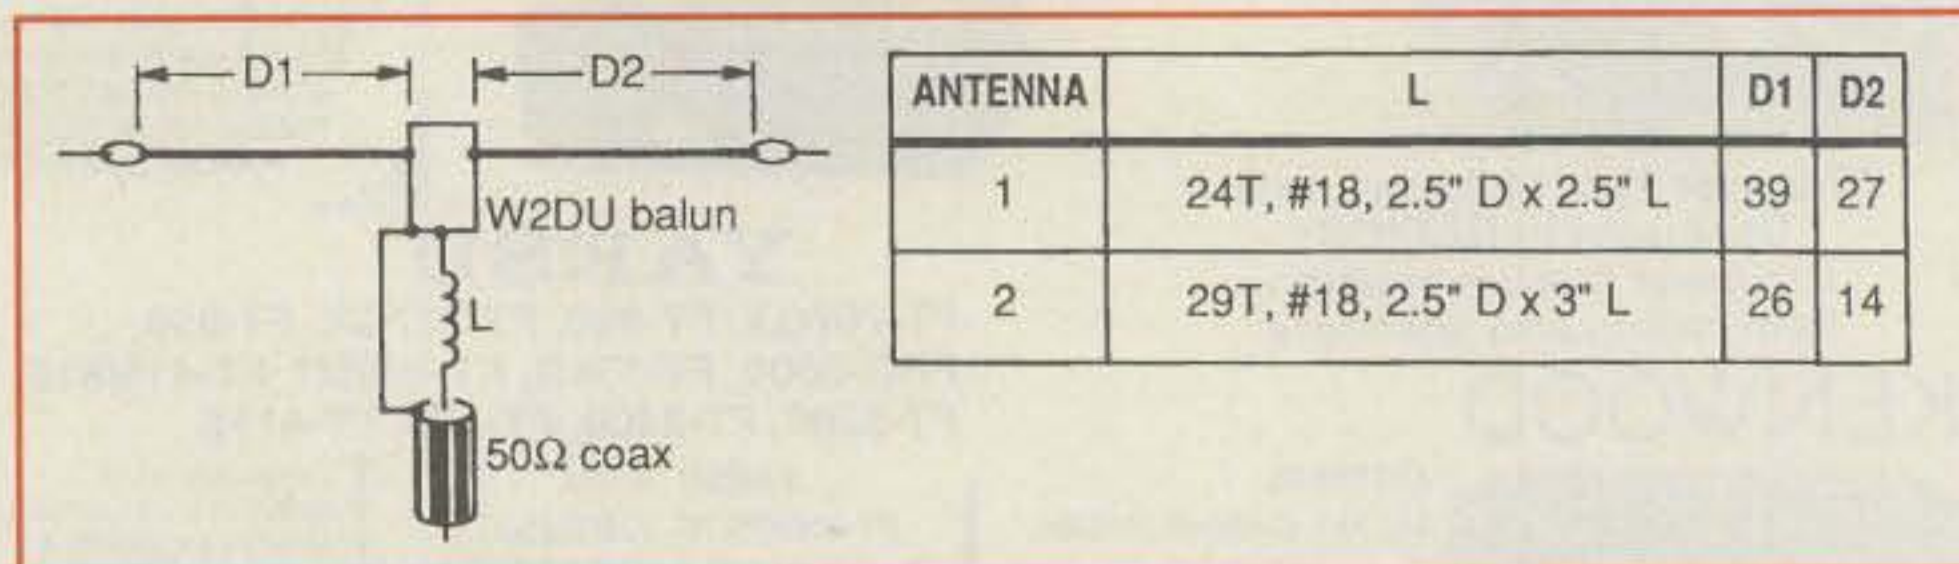 D1 D2
W2DU balun
L
50Ω coax
ANTENNA L D1 D2
1 24T, #18, 2.5" D x 2.5" L 39 27
2 29T, #18, 2.5" D x 3" L 26 14